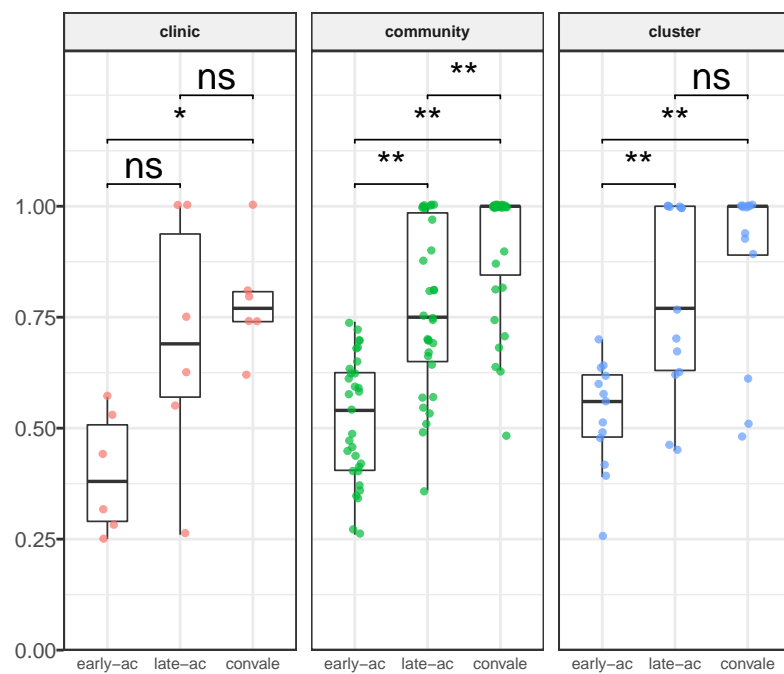 clinic community cluster
ns ** ns
* ** **
ns ** **
1.00
0.75
0.50
0.25
0.00
early−ac late−ac convale early−ac late−ac convale early−ac late−ac convale